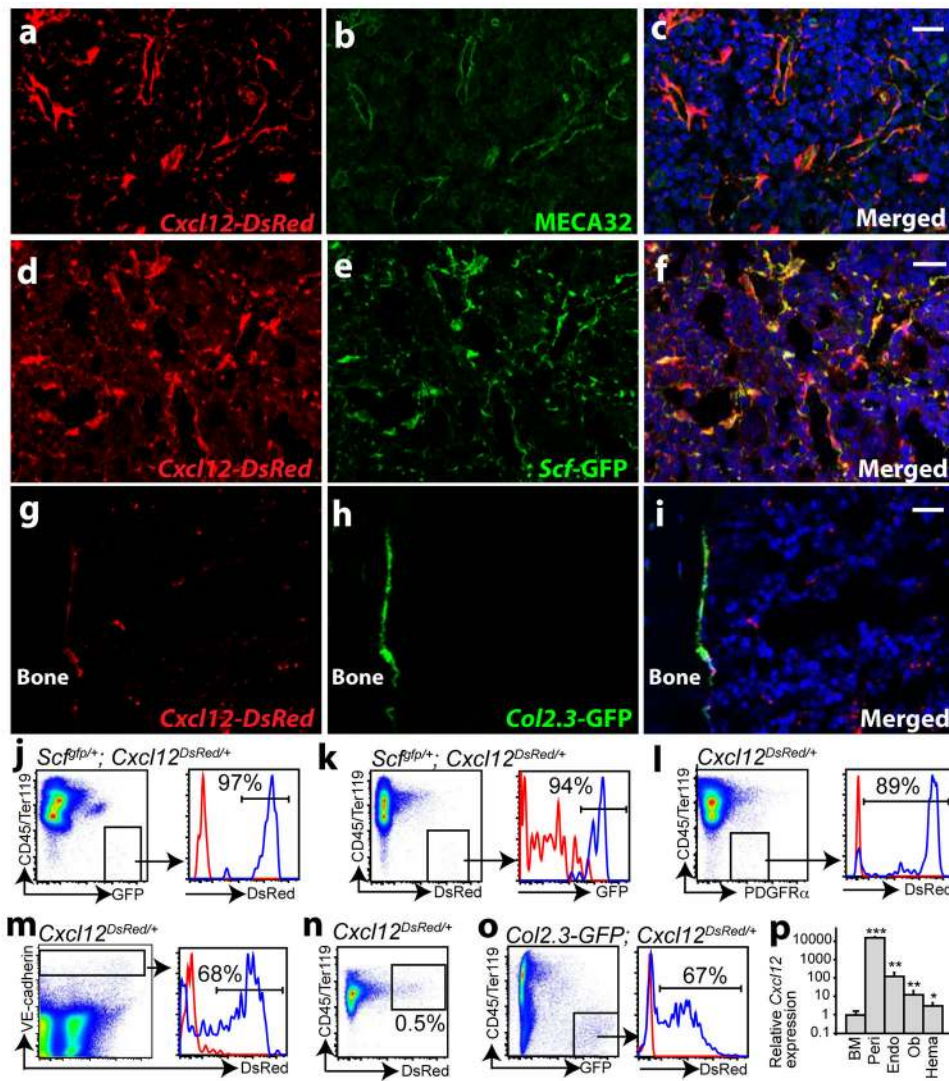 a
b
c
Cxcl12-DsRed
MECA32
Merged
d
e
f
Cxcl12-DsRed
Scf-GFP
Merged
g
h
i
Bone
Bone
Bone
Cxcl12-DsRed
Col2.3-GFP
Merged
j Scfgfp/+; Cxcl12DsRed/+
CD45/Ter119
GFP
97%
DsRed
k Scfgfp/+; Cxcl12DsRed/+
CD45/Ter119
DsRed
94%
GFP
l Cxcl12DsRed/+
CD45/Ter119
PDGFRα
89%
DsRed
m Cxcl12DsRed/+
VE-cadherin
68%
DsRed
n Cxcl12DsRed/+
CD45/Ter119
0.5%
DsRed
o Col2.3-GFP; Cxcl12DsRed/+
CD45/Ter119
GFP
67%
DsRed
p
Relative Cxcl12
expression
10000
1000
100
10
1
0.1
***
**
**
*
BM
Peri
Endo
Ob
Hema